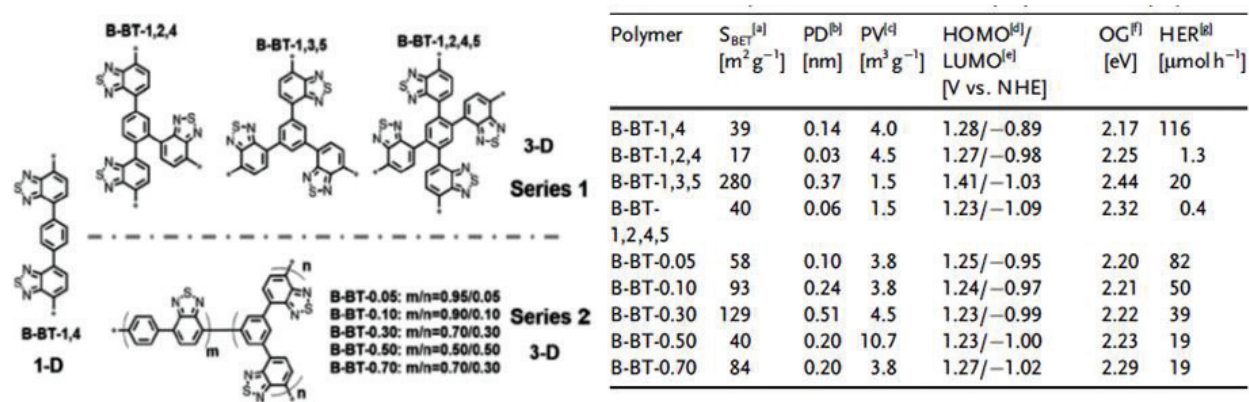 B-BT-1,2,4
B-BT-1,3,5
B-BT-1,2,4,5
3-D
Series 1
B-BT-1,4
1-D
B-BT-0.05: m/n=0.95/0.05
B-BT-0.10: m/n=0.90/0.10
B-BT-0.30: m/n=0.70/0.30
B-BT-0.50: m/n=0.50/0.50
B-BT-0.70: m/n=0.70/0.30
Series 2
3-D
m
n
n
Polymer S_BET[a] PD[b] PV[c] HOMO[d]/ OG[f] HER[g]
[m² g⁻¹] [nm] [m³ g⁻¹] LUMO[e] [eV] [μmol h⁻¹]
[V vs. NHE]
B-BT-1,4 39 0.14 4.0 1.28/−0.89 2.17 116
B-BT-1,2,4 17 0.03 4.5 1.27/−0.98 2.25 1.3
B-BT-1,3,5 280 0.37 1.5 1.41/−1.03 2.44 20
B-BT- 40 0.06 1.5 1.23/−1.09 2.32 0.4
1,2,4,5
B-BT-0.05 58 0.10 3.8 1.25/−0.95 2.20 82
B-BT-0.10 93 0.24 3.8 1.24/−0.97 2.21 50
B-BT-0.30 129 0.51 4.5 1.23/−0.99 2.22 39
B-BT-0.50 40 0.20 10.7 1.23/−1.00 2.23 19
B-BT-0.70 84 0.20 3.8 1.27/−1.02 2.29 19